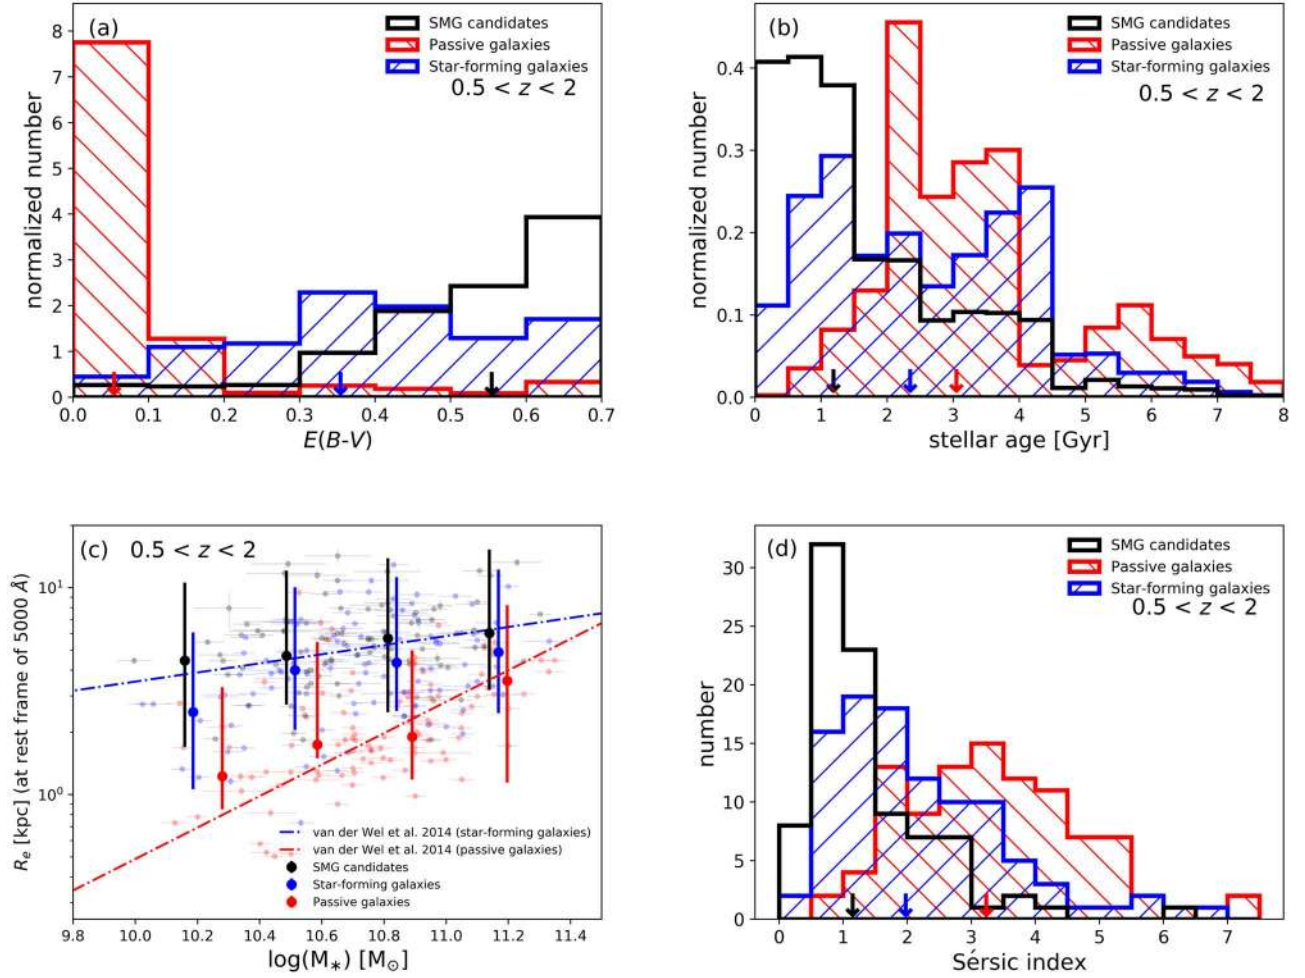 (a)
SMG candidates
Passive galaxies
Star-forming galaxies
0.5 < z < 2
normalized number
8
7
6
5
4
3
2
1
0
0.0 0.1 0.2 0.3 0.4 0.5 0.6 0.7
E(B-V)
(b)
SMG candidates
Passive galaxies
Star-forming galaxies
0.5 < z < 2
normalized number
0.4
0.3
0.2
0.1
0.0
0 1 2 3 4 5 6 7 8
stellar age [Gyr]
(c) 0.5 < z < 2
R_e [kpc] (at rest frame of 5000 Å)
10¹
10⁰
van der Wel et al. 2014 (star-forming galaxies)
van der Wel et al. 2014 (passive galaxies)
SMG candidates
Star-forming galaxies
Passive galaxies
9.8 10.0 10.2 10.4 10.6 10.8 11.0 11.2 11.4
log(M∗) [M⊙]
(d)
SMG candidates
Passive galaxies
Star-forming galaxies
0.5 < z < 2
number
30
25
20
15
10
5
0
0 1 2 3 4 5 6 7
Sérsic index